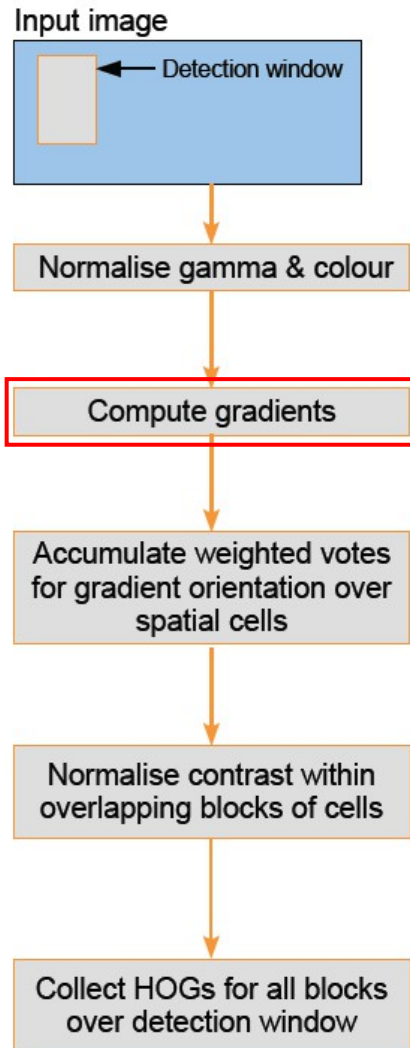 Input image
Detection window
Normalise gamma & colour
Compute gradients
Accumulate weighted votes
for gradient orientation over
spatial cells
Normalise contrast within
overlapping blocks of cells
Collect HOGs for all blocks
over detection window